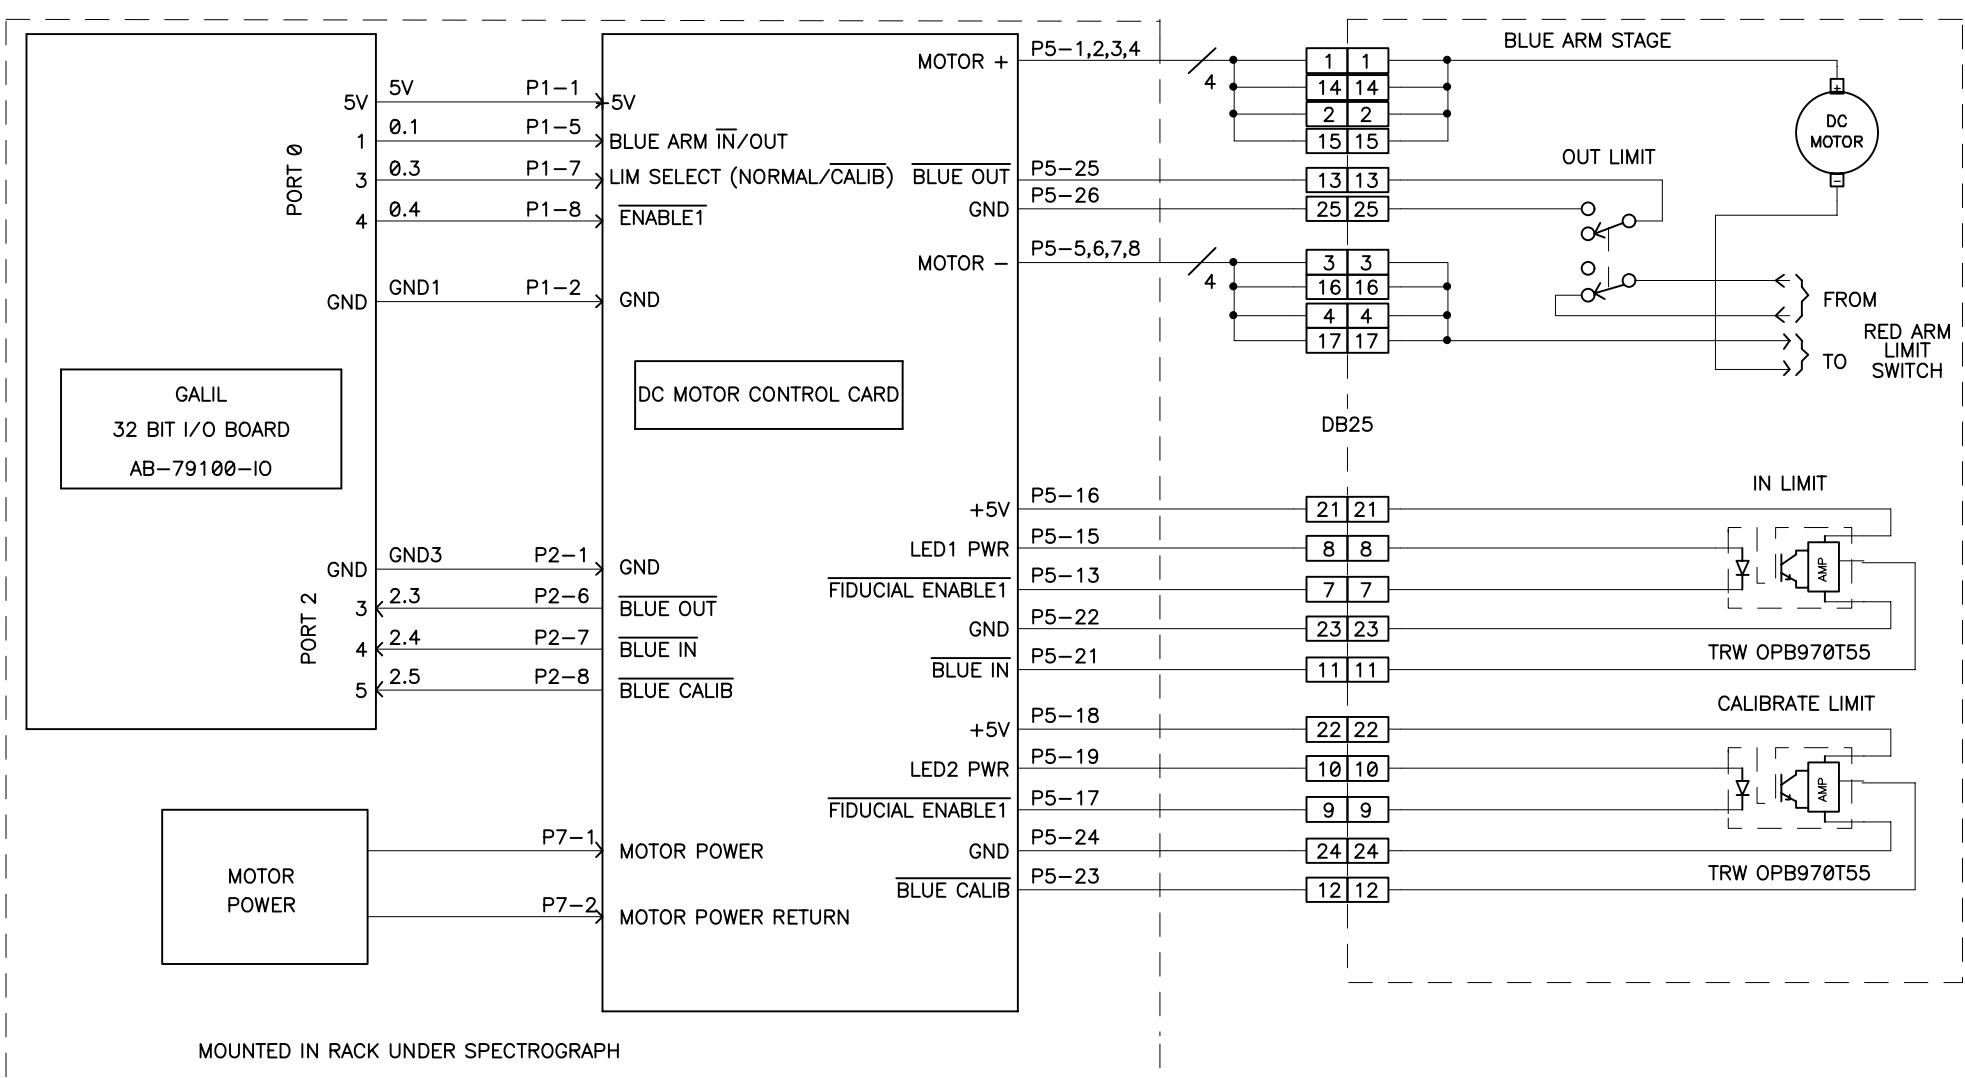 BLUE ARM STAGE
MOTOR + P5-1,2,3,4
4
1 1
14 14
2 2
15 15
+
DC
MOTOR
-
5V 5V P1-1 5V
1 0.1 P1-5 BLUE ARM IN/OUT
3 0.3 P1-7 LIM SELECT (NORMAL/CALIB)
4 0.4 P1-8 ENABLE1
PORT 0
GND GND1 P1-2 GND
BLUE OUT P5-25 13 13
GND P5-26 25 25
OUT LIMIT
MOTOR - P5-5,6,7,8
4
3 3
16 16
4 4
17 17
FROM
TO
RED ARM
LIMIT
SWITCH
GALIL
32 BIT I/O BOARD
AB-79100-IO
DC MOTOR CONTROL CARD
DB25
GND GND3 P2-1 GND
3 2.3 P2-6 BLUE OUT
4 2.4 P2-7 BLUE IN
5 2.5 P2-8 BLUE CALIB
PORT 2
IN LIMIT
+5V P5-16 21 21
LED1 PWR P5-15 8 8
FIDUCIAL ENABLE1 P5-13 7 7
GND P5-22 23 23
BLUE IN P5-21 11 11
AMP
TRW OPB970T55
CALIBRATE LIMIT
+5V P5-18 22 22
LED2 PWR P5-19 10 10
FIDUCIAL ENABLE1 P5-17 9 9
GND P5-24 24 24
BLUE CALIB P5-23 12 12
AMP
TRW OPB970T55
MOTOR
POWER
P7-1 MOTOR POWER
P7-2 MOTOR POWER RETURN
MOUNTED IN RACK UNDER SPECTROGRAPH